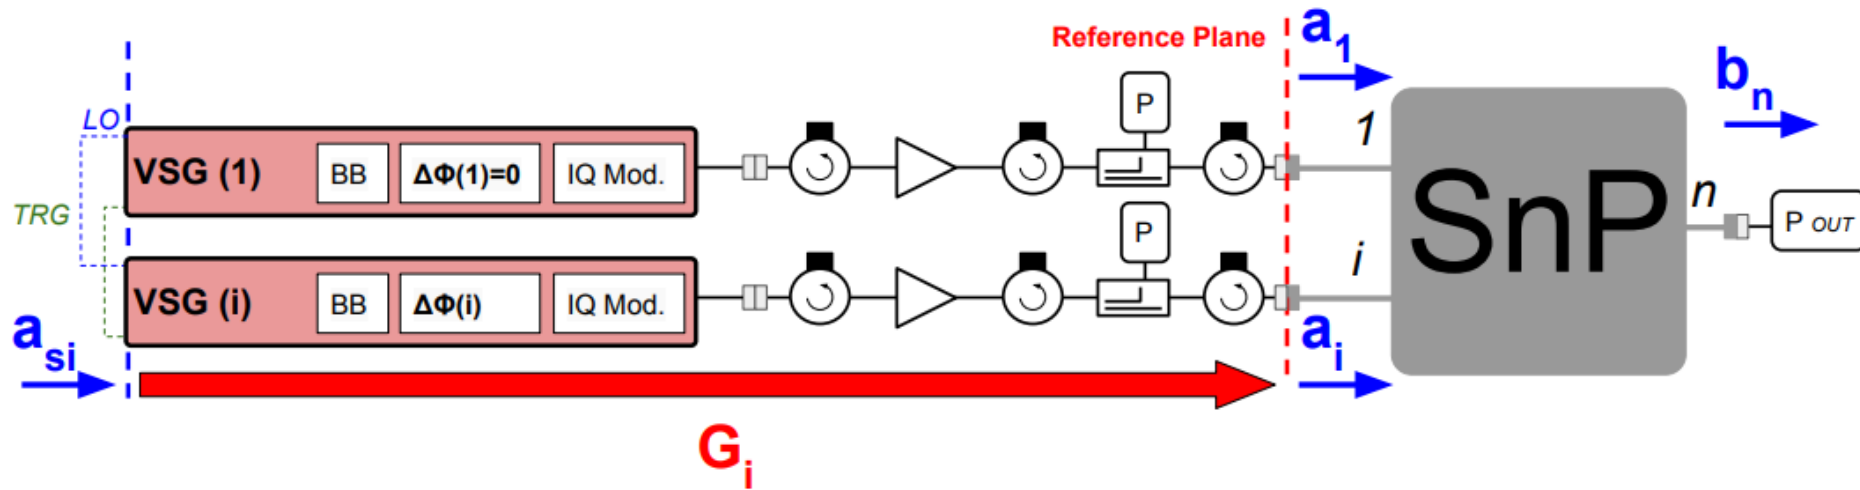 Reference Plane
a1
bn
LO
P
1
VSG (1)
BB
ΔΦ(1)=0
IQ Mod.
SnP
n
TRG
P OUT
P
i
VSG (i)
BB
ΔΦ(i)
IQ Mod.
asi
ai
Gi